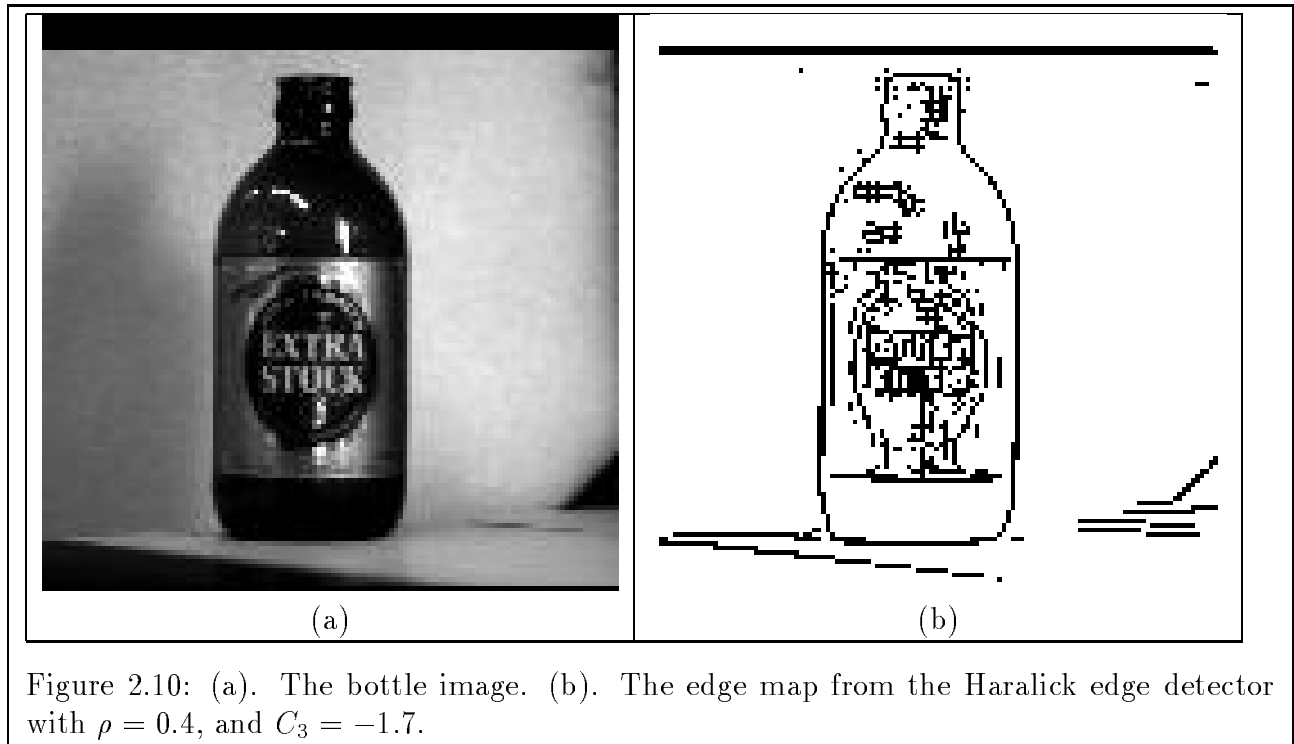 EXTRA
STOCK
(a)
(b)
Figure 2.10: (a). The bottle image. (b). The edge map from the Haralick edge detector
with ρ = 0.4, and C₃ = −1.7.